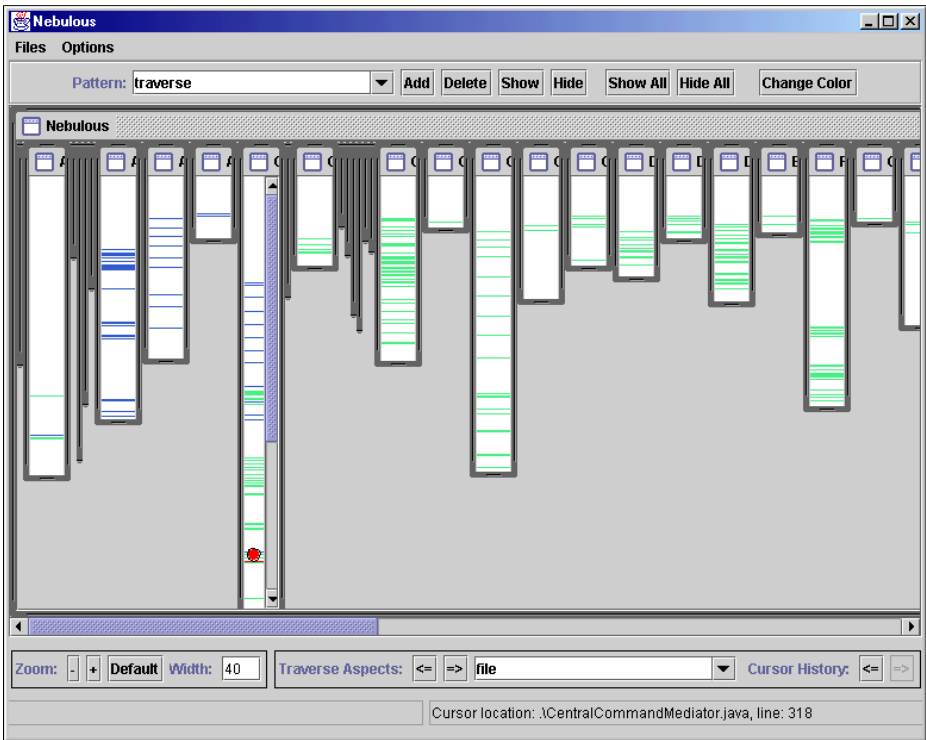 Nebulous
Files Options
Pattern: traverse Add Delete Show Hide Show All Hide All Change Color
Nebulous
Zoom: - + Default Width: 40 Traverse Aspects: <= => file Cursor History: <= =>
Cursor location: .\CentralCommandMediator.java, line: 318